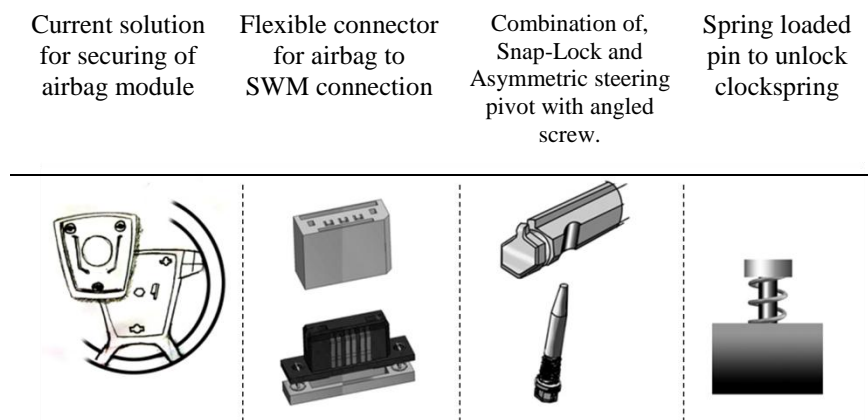 Current solution
for securing of
airbag module
Flexible connector
for airbag to
SWM connection
Combination of,
Snap-Lock and
Asymmetric steering
pivot with angled
screw.
Spring loaded
pin to unlock
clockspring